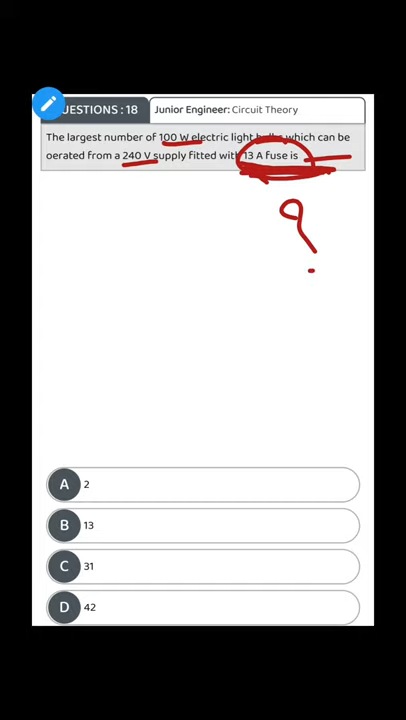 UESTIONS : 18
Junior Engineer: Circuit Theory
The largest number of 100 W electric light bulbs which can be
oerated from a 240 V supply fitted with 13 A fuse is
?
A 2
B 13
C 31
D 42